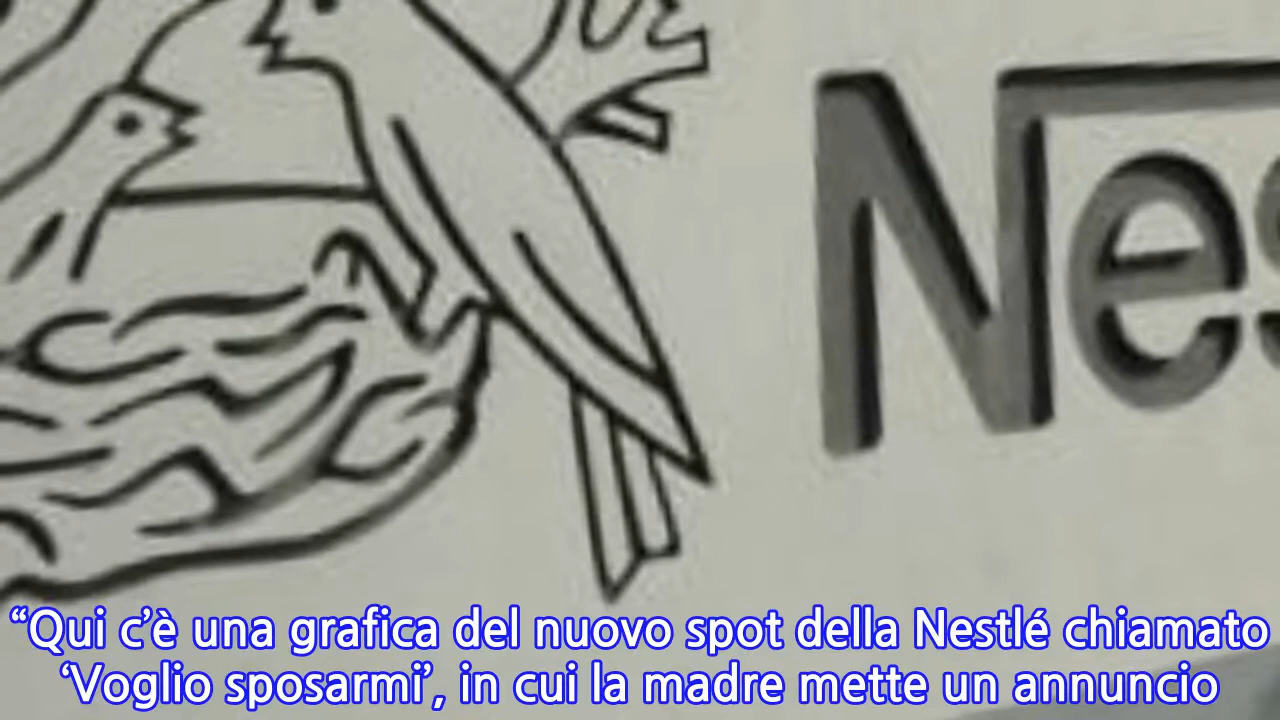 Nes
“Qui c’è una grafica del nuovo spot della Nestlé chiamato
‘Voglio sposarmi’, in cui la madre mette un annuncio